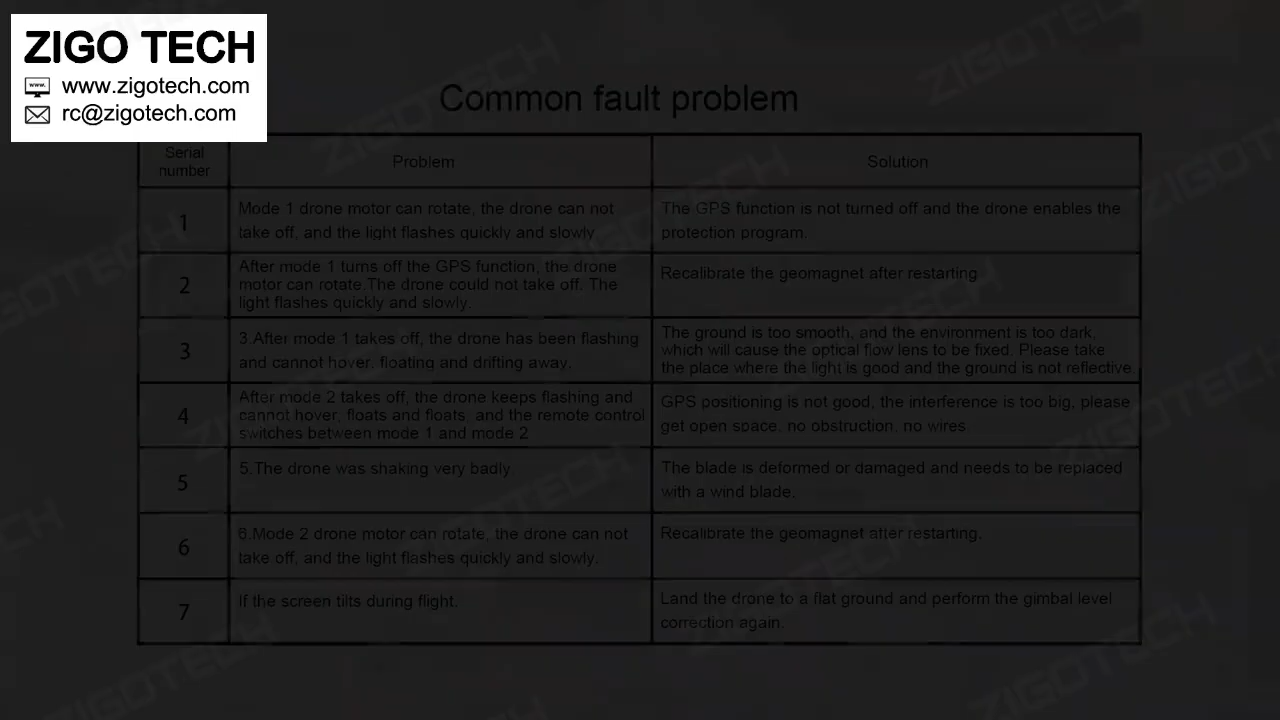 ZIGO TECH
www.zigotech.com
rc@zigotech.com
Common fault problem
Serial
number
Problem
Solution
1
Mode 1 drone motor can rotate, the drone can not
take off, and the light flashes quickly and slowly
The GPS function is not turned off and the drone enables the
protection program.
2
After mode 1 turns off the GPS function, the drone
motor can rotate.The drone could not take off. The
light flashes quickly and slowly.
Recalibrate the geomagnet after restarting
3
3.After mode 1 takes off, the drone has been flashing
and cannot hover, floating and drifting away.
The ground is too smooth, and the environment is too dark,
which will cause the optical flow lens to be fixed. Please take
the place where the light is good and the ground is not reflective.
4
After mode 2 takes off, the drone keeps flashing and
cannot hover, floats and floats, and the remote control
switches between mode 1 and mode 2
GPS positioning is not good, the interference is too big, please
get open space, no obstruction, no wires
5
5.The drone was shaking very badly.
The blade is deformed or damaged and needs to be replaced
with a wind blade.
6
6.Mode 2 drone motor can rotate, the drone can not
take off, and the light flashes quickly and slowly.
Recalibrate the geomagnet after restarting.
7
If the screen tilts during flight.
Land the drone to a flat ground and perform the gimbal level
correction again.
ZIGOTECH
ZIGOTECH
ZIGOTECH
ZIGOTECH
ZIGOTECH
ZIGOTECH